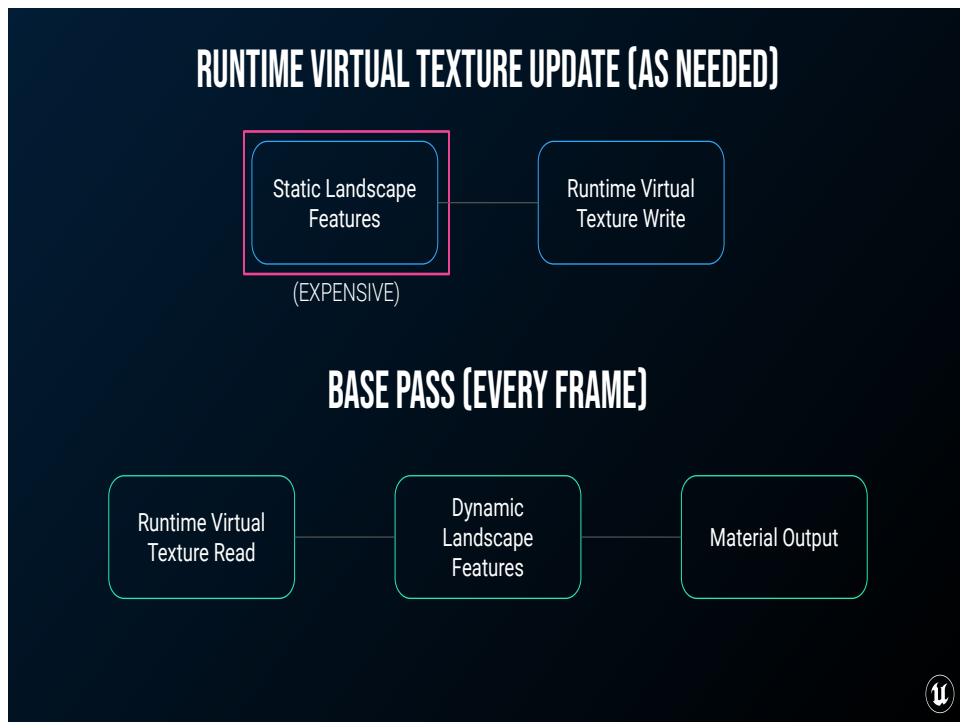 RUNTIME VIRTUAL TEXTURE UPDATE (AS NEEDED)
Static Landscape
Features
Runtime Virtual
Texture Write
(EXPENSIVE)
BASE PASS (EVERY FRAME)
Runtime Virtual
Texture Read
Dynamic
Landscape
Features
Material Output